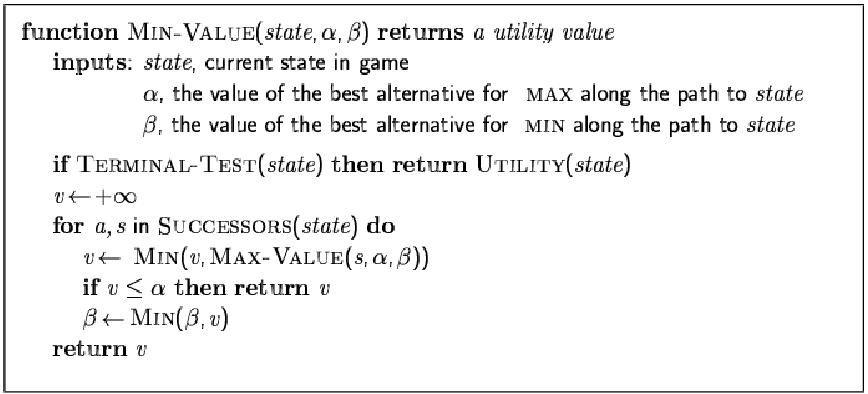 function MIN-VALUE(state, α, β) returns a utility value
inputs: state, current state in game
α, the value of the best alternative for MAX along the path to state
β, the value of the best alternative for MIN along the path to state
if TERMINAL-TEST(state) then return UTILITY(state)
v ← +∞
for a, s in SUCCESSORS(state) do
v ← MIN(v, MAX-VALUE(s, α, β))
if v ≤ α then return v
β ← MIN(β, v)
return v